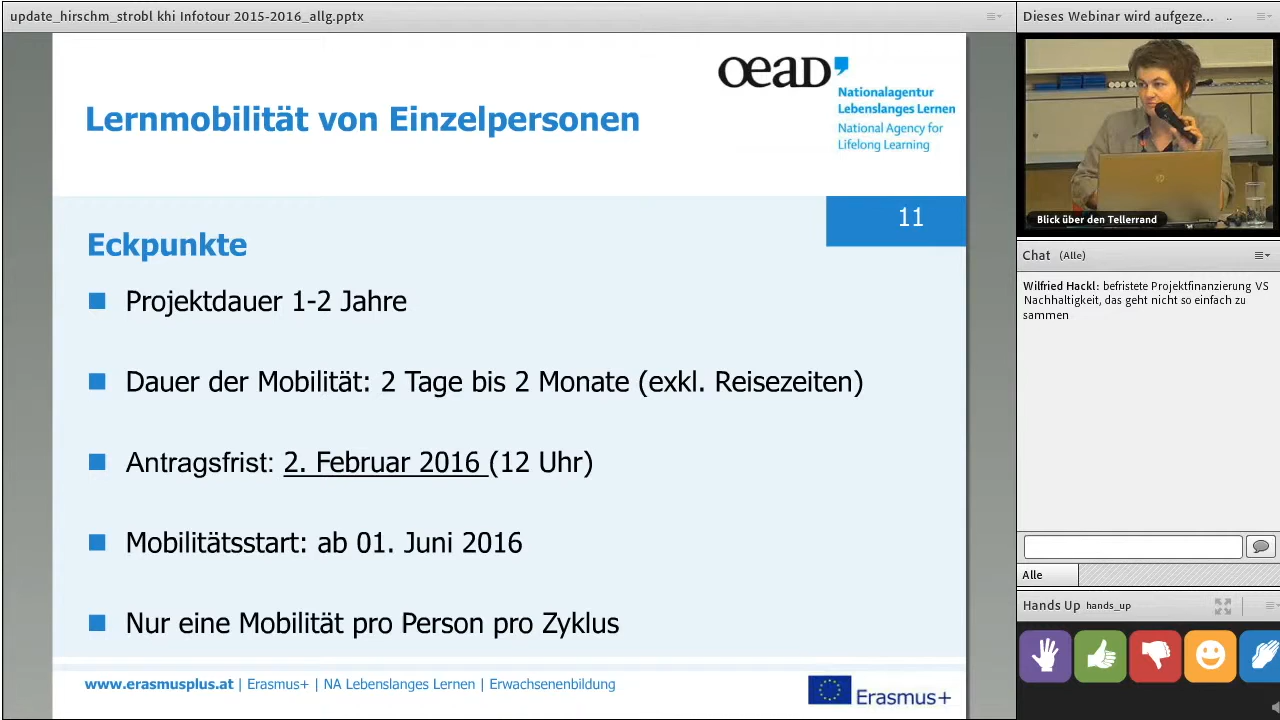 update_hirschm_strobl khi Infotour 2015-2016_allg.pptx
Dieses Webinar wird aufgeze... ..
OEAD'
Nationalagentur
Lebenslanges Lernen
National Agency for
Lifelong Learning
Lernmobilität von Einzelpersonen
11
Eckpunkte
Projektdauer 1-2 Jahre
Dauer der Mobilität: 2 Tage bis 2 Monate (exkl. Reisezeiten)
Antragsfrist: 2. Februar 2016 (12 Uhr)
Mobilitätsstart: ab 01. Juni 2016
Nur eine Mobilität pro Person pro Zyklus
www.erasmusplus.at | Erasmus+ | NA Lebenslanges Lernen | Erwachsenenbildung
Erasmus+
hp
Blick über den Tellerrand
Chat (Alle)
Wilfried Hackl: befristete Projektfinanzierung VS
Nachhaltigkeit, das geht nicht so einfach zu
sammen
Alle
Hands Up hands_up